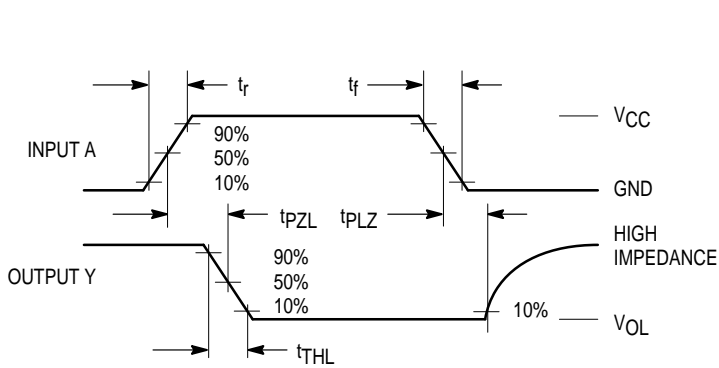 tr
tf
VCC
INPUT A
90%
50%
10%
GND
tPZL
tPLZ
HIGH
IMPEDANCE
OUTPUT Y
90%
50%
10%
10%
VOL
tTHL